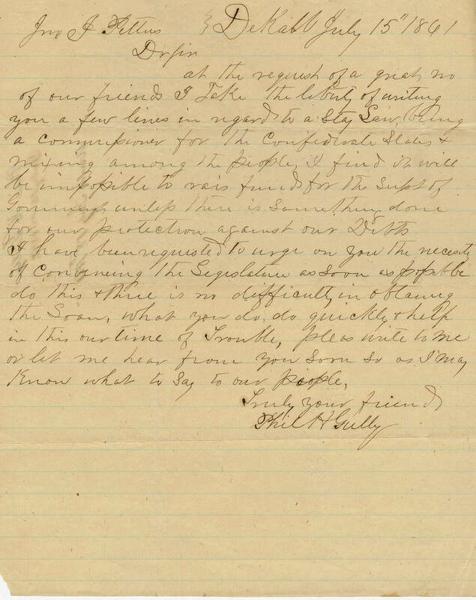 Jno J Pettus } DeKalb July 15" 1861
Dr Sir
at the request of a great no
of our friends I Take the liberty of writing
you a few lines in regard to a Stay Law, being
a commissioner for the Confederate States &
mixing among the people, I find it will
be impossible to rais funds for the Supt of
Government unless there is Something done
for our protection against our Debts
I have been requested to urge on you the necesity
of Convening the Legislature as soon as possible
do this & there is no difficulty in obtaining
the Loan, what you do, do quickly & help
in this our time of Trouble, pleas write to me
or let me hear from you Soon So as I may
Know what to Say to our people,
Truly your friend
Phil H Gully